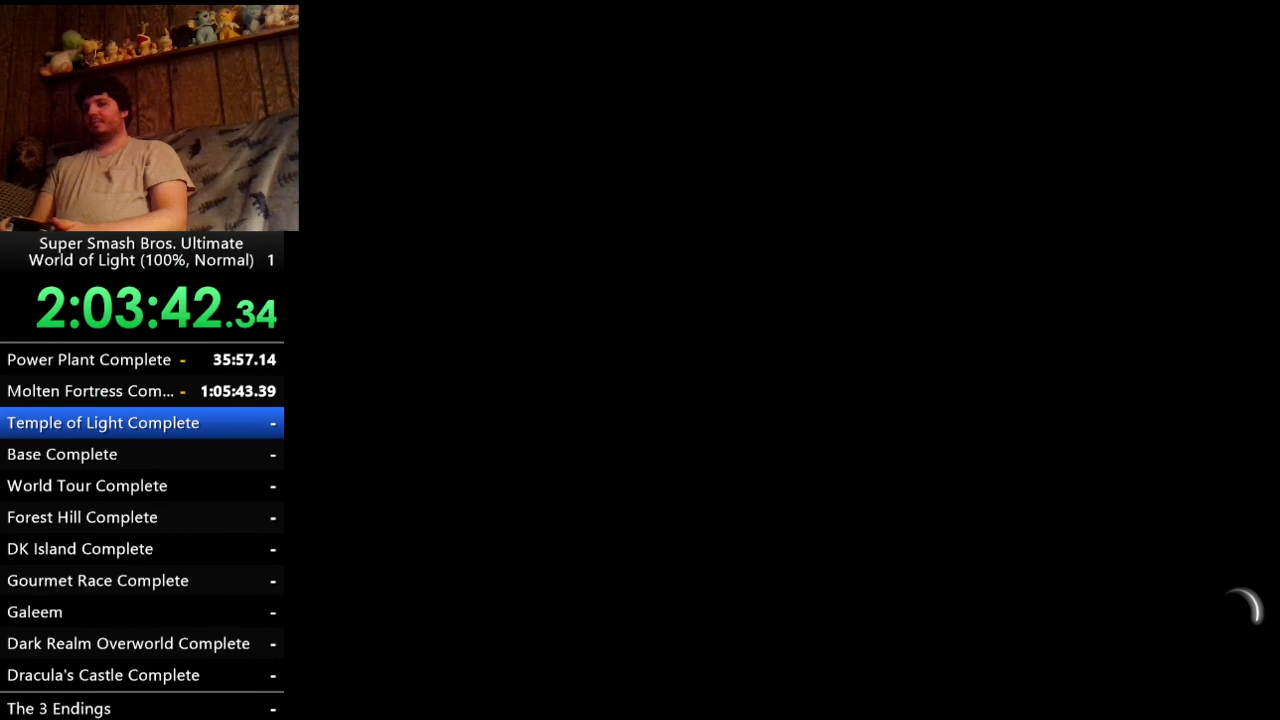 Super Smash Bros. Ultimate
World of Light (100%, Normal) 1
2:03:42.34
Power Plant Complete - 35:57.14
Molten Fortress Com... - 1:05:43.39
Temple of Light Complete -
Base Complete -
World Tour Complete -
Forest Hill Complete -
DK Island Complete -
Gourmet Race Complete -
Galeem -
Dark Realm Overworld Complete -
Dracula's Castle Complete -
The 3 Endings -